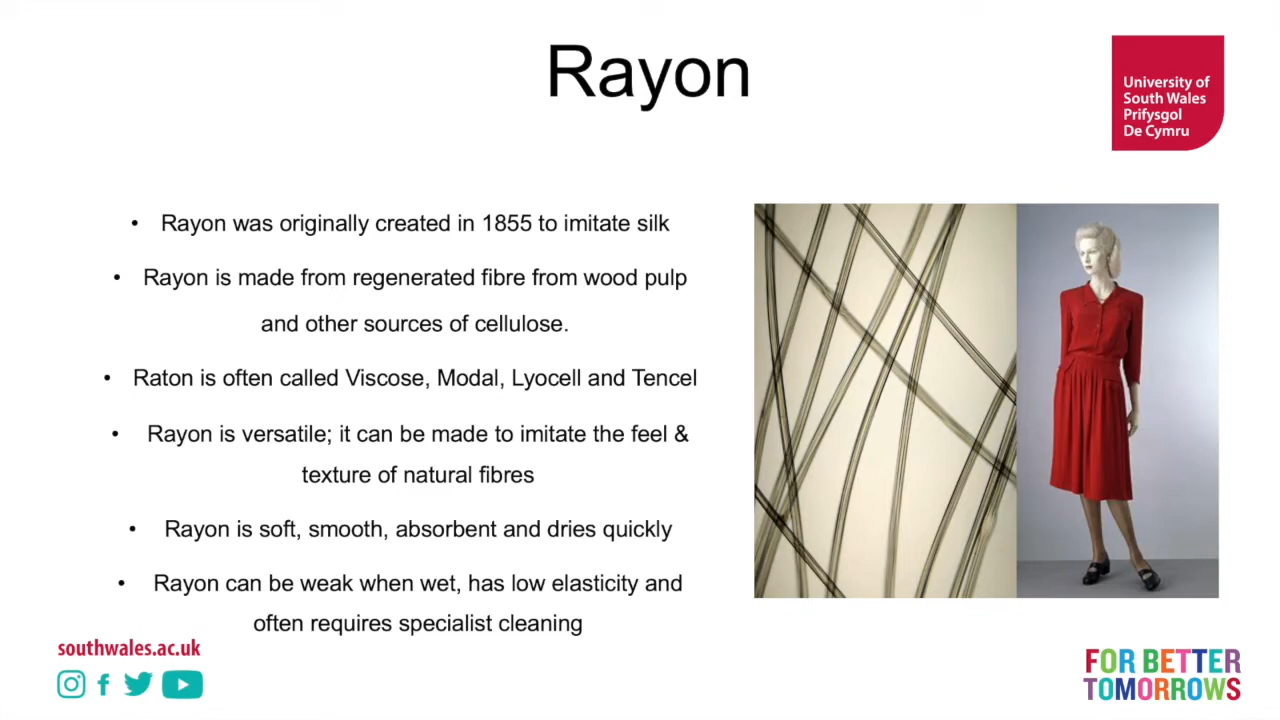 Rayon
University of
South Wales
Prifysgol
De Cymru
• Rayon was originally created in 1855 to imitate silk
• Rayon is made from regenerated fibre from wood pulp
and other sources of cellulose.
• Raton is often called Viscose, Modal, Lyocell and Tencel
• Rayon is versatile; it can be made to imitate the feel &
texture of natural fibres
• Rayon is soft, smooth, absorbent and dries quickly
• Rayon can be weak when wet, has low elasticity and
often requires specialist cleaning
southwales.ac.uk
FOR BETTER
TOMORROWS